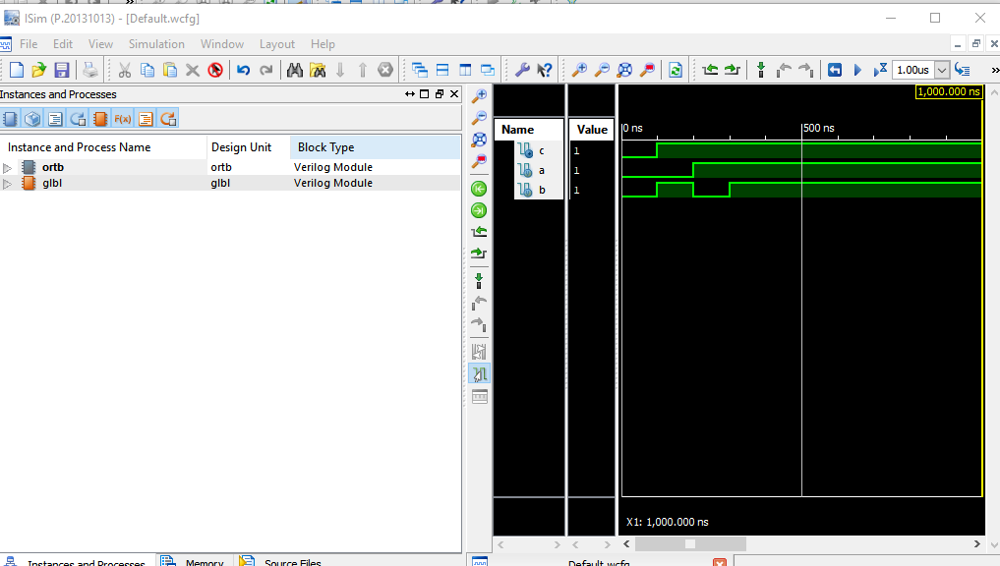 ISim (P.20131013) - [Default.wcfg]
File Edit View Simulation Window Layout Help
1.00us
Instances and Processes
F(x)
Instance and Process Name Design Unit Block Type
ortb ortb Verilog Module
glbl glbl Verilog Module
Name Value
c 1
a 1
b 1
1,000.000 ns
0 ns 500 ns
X1: 1,000.000 ns
Instances and Processes Memory Source Files
Default.wcfg